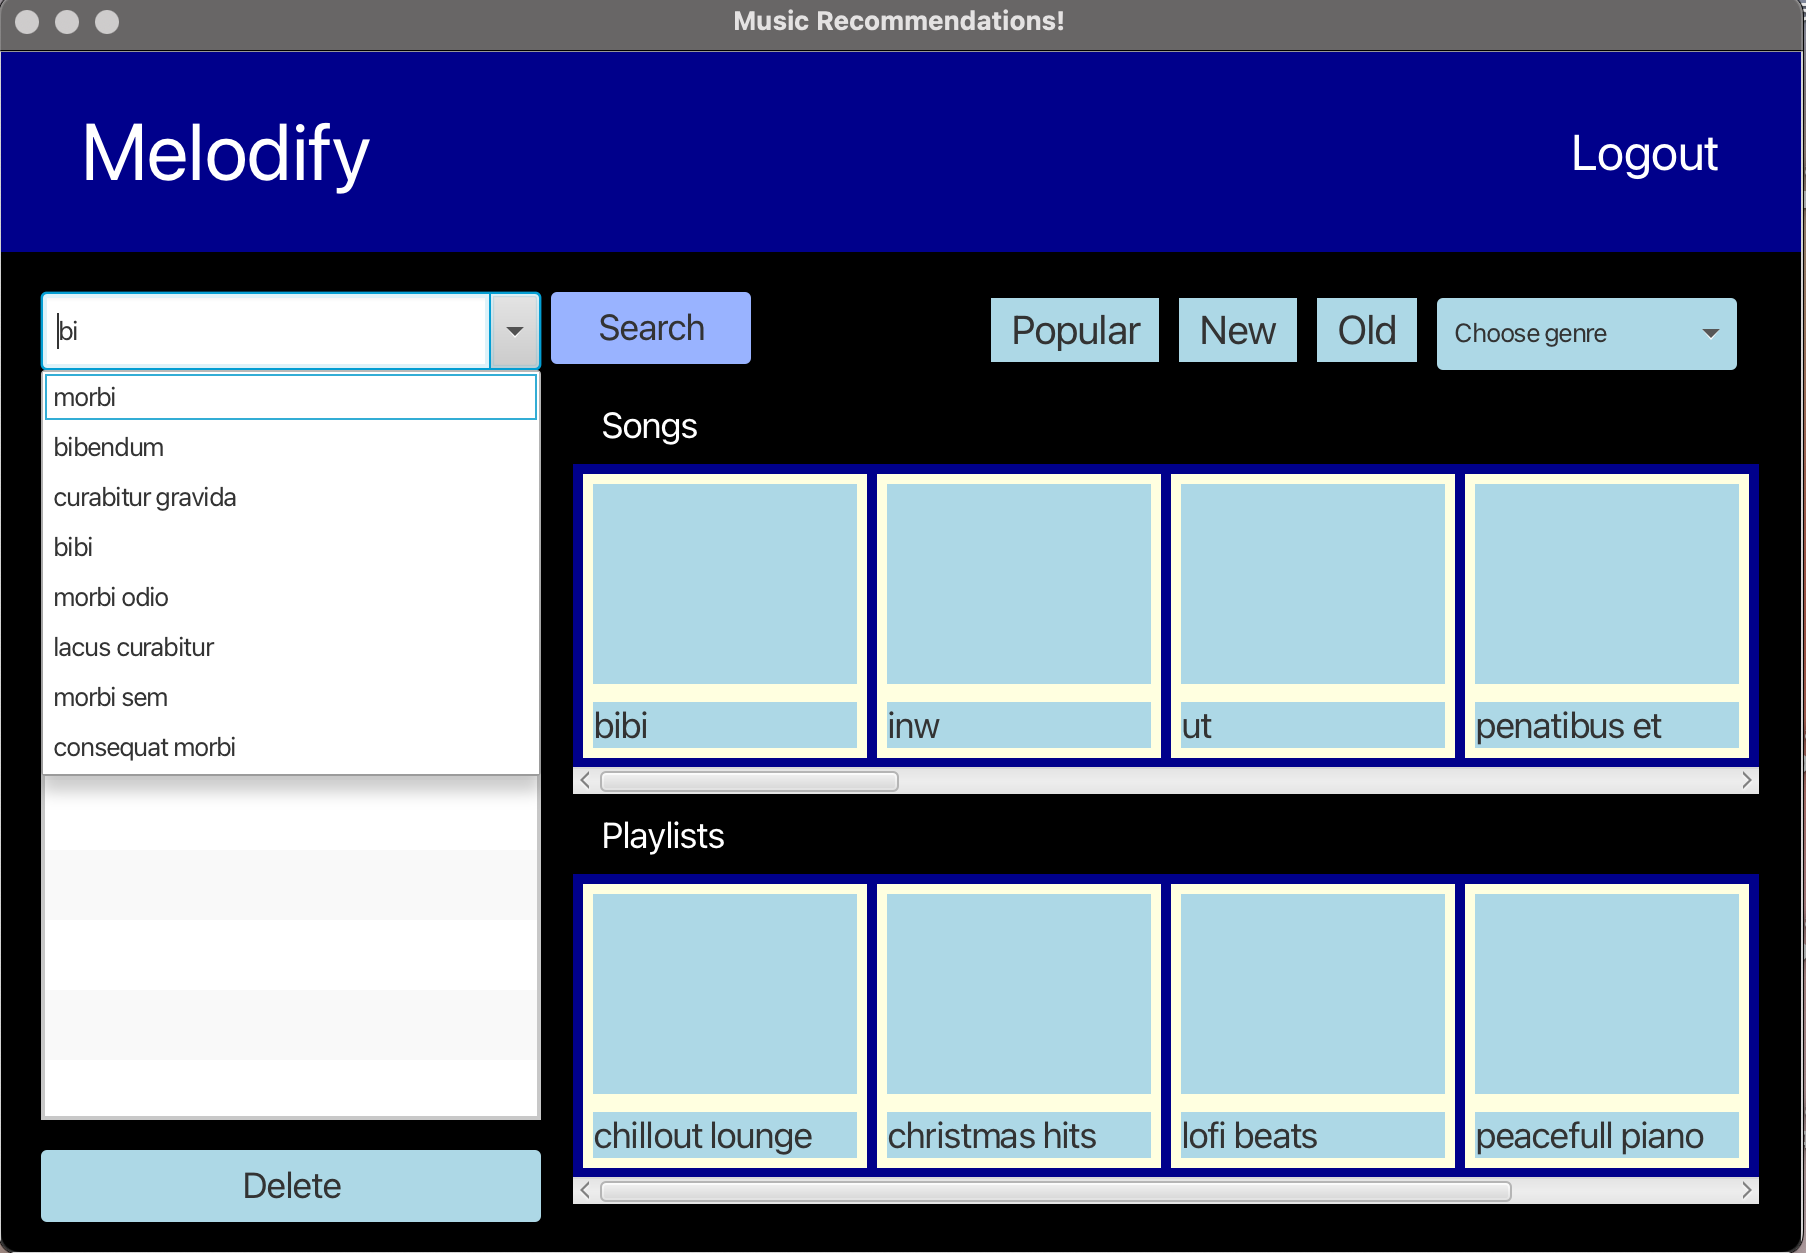 Music Recommendations!
Melodify
Logout
bi
Search
Popular
New
Old
Choose genre
morbi
bibendum
curabitur gravida
bibi
morbi odio
lacus curabitur
morbi sem
consequat morbi
Delete
Songs
bibi
inw
ut
penatibus et
Playlists
chillout lounge
christmas hits
lofi beats
peacefull piano